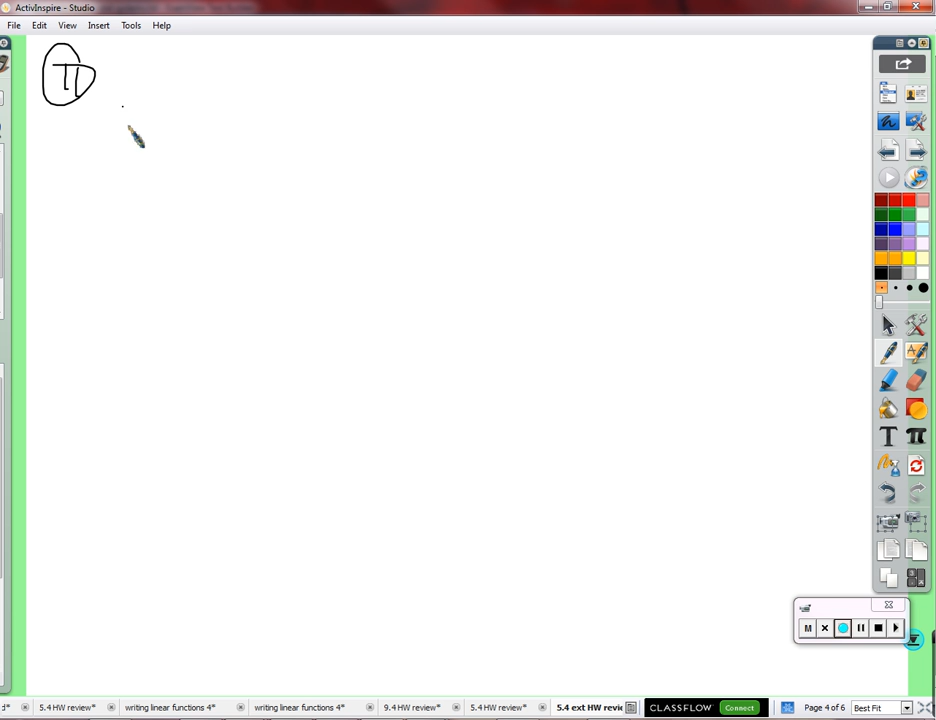 ActivInspire - Studio
File Edit View Insert Tools Help
5.4 HW review* writing linear functions 4* writing linear functions 4* 9.4 HW review* 5.4 HW review* 5.4 ext HW revie CLASSFLOW Connect Page 4 of 6 Best Fit